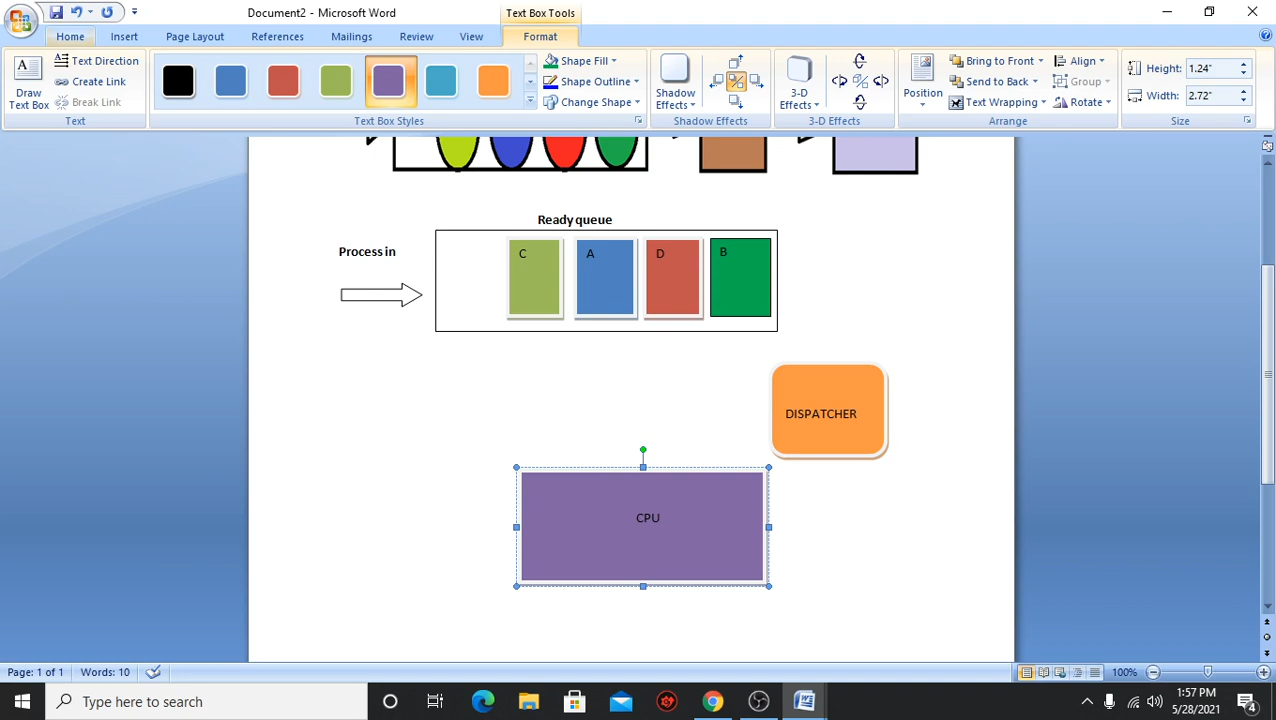 Document2 - Microsoft Word
Text Box Tools
Home Insert Page Layout References Mailings Review View Format
Draw Text Box
Text Direction
Create Link
Break Link
Text
Text Box Styles
Shape Fill
Shape Outline
Change Shape
Shadow Effects
Shadow Effects
3-D Effects
3-D Effects
Position
Bring to Front
Send to Back
Text Wrapping
Align
Group
Rotate
Arrange
Height: 1.24"
Width: 2.72"
Size
Ready queue
Process in
C A D B
DISPATCHER
CPU
Page: 1 of 1 Words: 10 100%
Type here to search
1:57 PM
5/28/2021
4